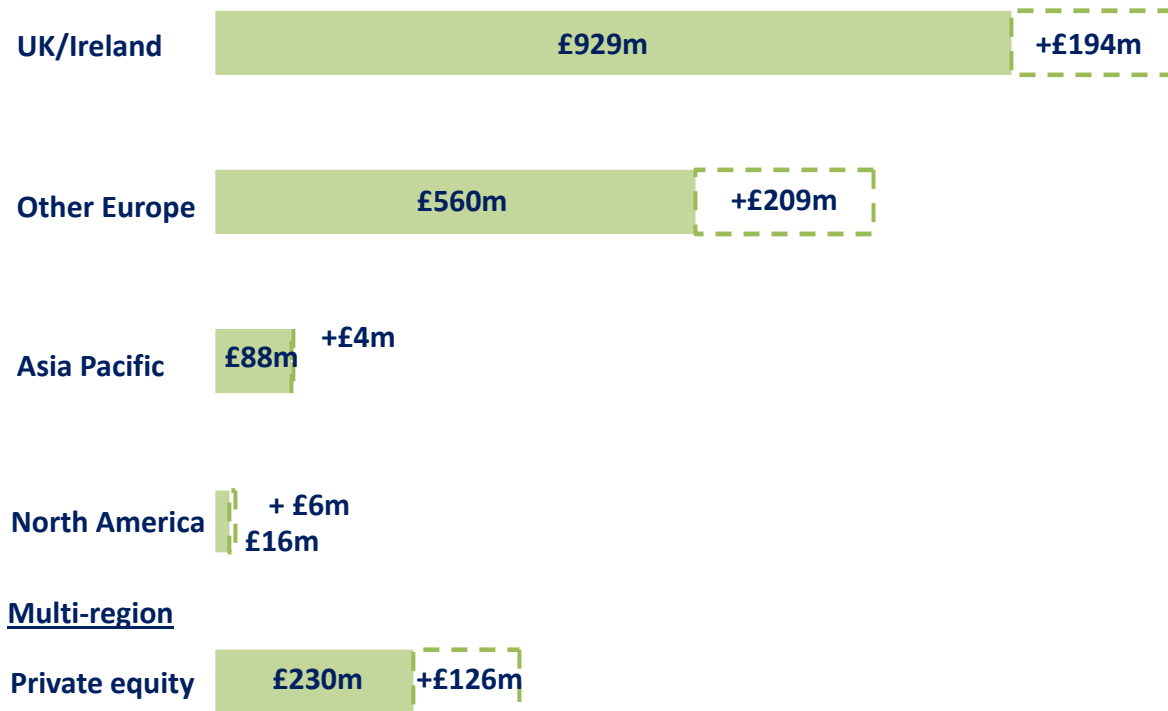 UK/Ireland £929m +£194m
Other Europe £560m +£209m
Asia Pacific £88m +£4m
North America £16m + £6m
Multi-region
Private equity £230m +£126m